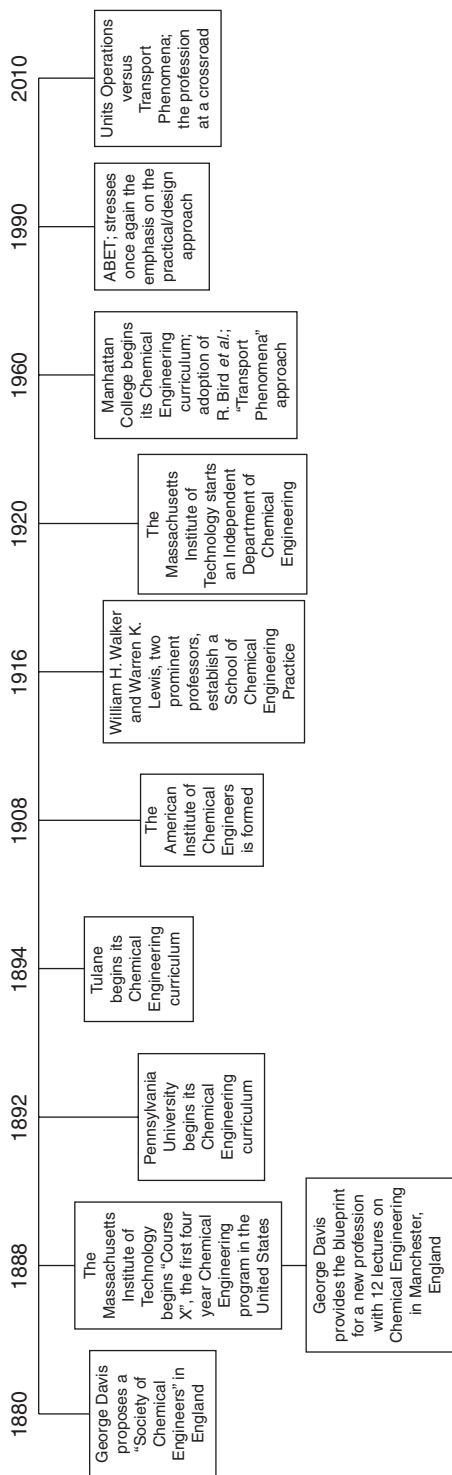 1880
1888
1892
1894
1908
1916
1920
1960
1990
2010
George Davis
proposes a
“Society of
Chemical
Engineers” in
England
The
Massachusetts
Institute of
Technology
begins “Course
X”, the first four
year Chemical
Engineering
program in the
United States
George Davis
provides the blueprint
for a new profession
with 12 lectures on
Chemical Engineering
in Manchester,
England
Pennsylvania
University
begins its
Chemical
Engineering
curriculum
Tulane
begins its
Chemical
Engineering
curriculum
The
American
Institute of
Chemical
Engineers
is formed
William H. Walker
and Warren K.
Lewis, two
prominent
professors,
establish a
School of
Chemical
Engineering
Practice
The
Massachusetts
Institute of
Technology starts
an Independent
Department of
Chemical
Engineering
Manhattan
College begins
its Chemical
Engineering
curriculum;
adoption of
R. Bird et al.;
“Transport
Phenomena”
approach
ABET; stresses
once again the
emphasis on the
practical/design
approach
Units Operations
versus
Transport
Phenomena;
the profession
at a crossroad